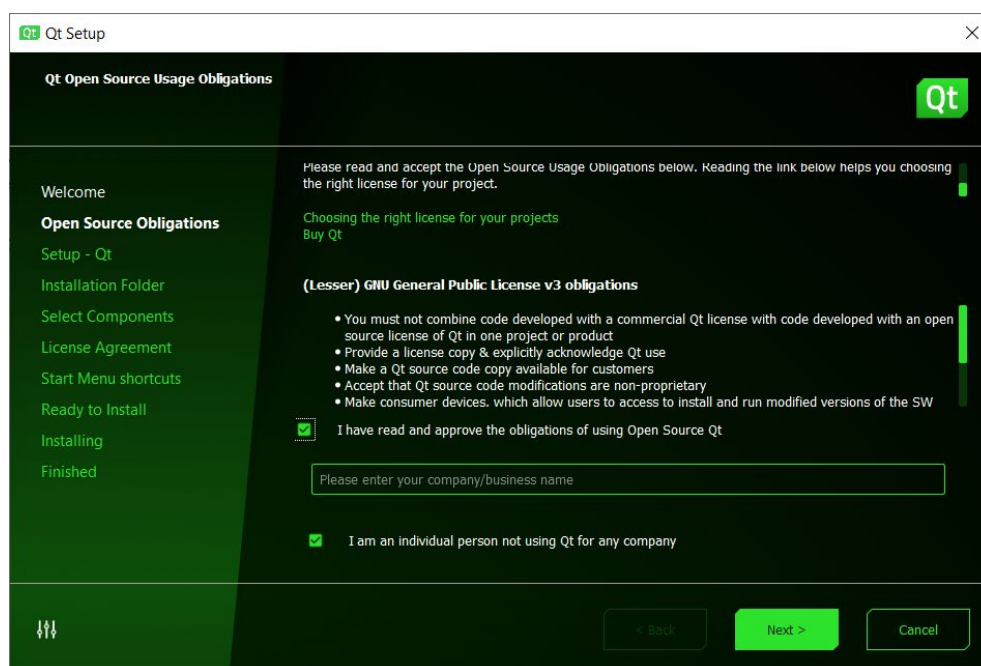 Qt Qt Setup
Qt Open Source Usage Obligations
Qt
Welcome
Open Source Obligations
Setup - Qt
Installation Folder
Select Components
License Agreement
Start Menu shortcuts
Ready to Install
Installing
Finished
Please read and accept the Open Source Usage Obligations below. Reading the link below helps you choosing
the right license for your project.
Choosing the right license for your projects
Buy Qt
(Lesser) GNU General Public License v3 obligations
• You must not combine code developed with a commercial Qt license with code developed with an open
source license of Qt in one project or product
• Provide a license copy & explicitly acknowledge Qt use
• Make a Qt source code copy available for customers
• Accept that Qt source code modifications are non-proprietary
• Make consumer devices. which allow users to access to install and run modified versions of the SW
I have read and approve the obligations of using Open Source Qt
Please enter your company/business name
I am an individual person not using Qt for any company
< Back
Next >
Cancel